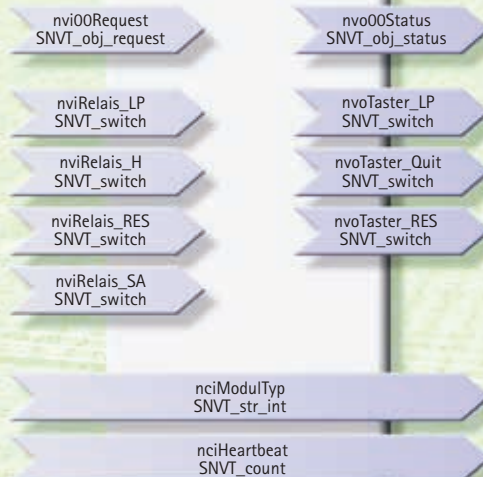 nvi00Request
SNVT_obj_request
nvo00Status
SNVT_obj_status
nviRelais_LP
SNVT_switch
nvoTaster_LP
SNVT_switch
nviRelais_H
SNVT_switch
nvoTaster_Quit
SNVT_switch
nviRelais_RES
SNVT_switch
nvoTaster_RES
SNVT_switch
nviRelais_SA
SNVT_switch
nciModulTyp
SNVT_str_int
nciHeartbeat
SNVT_count